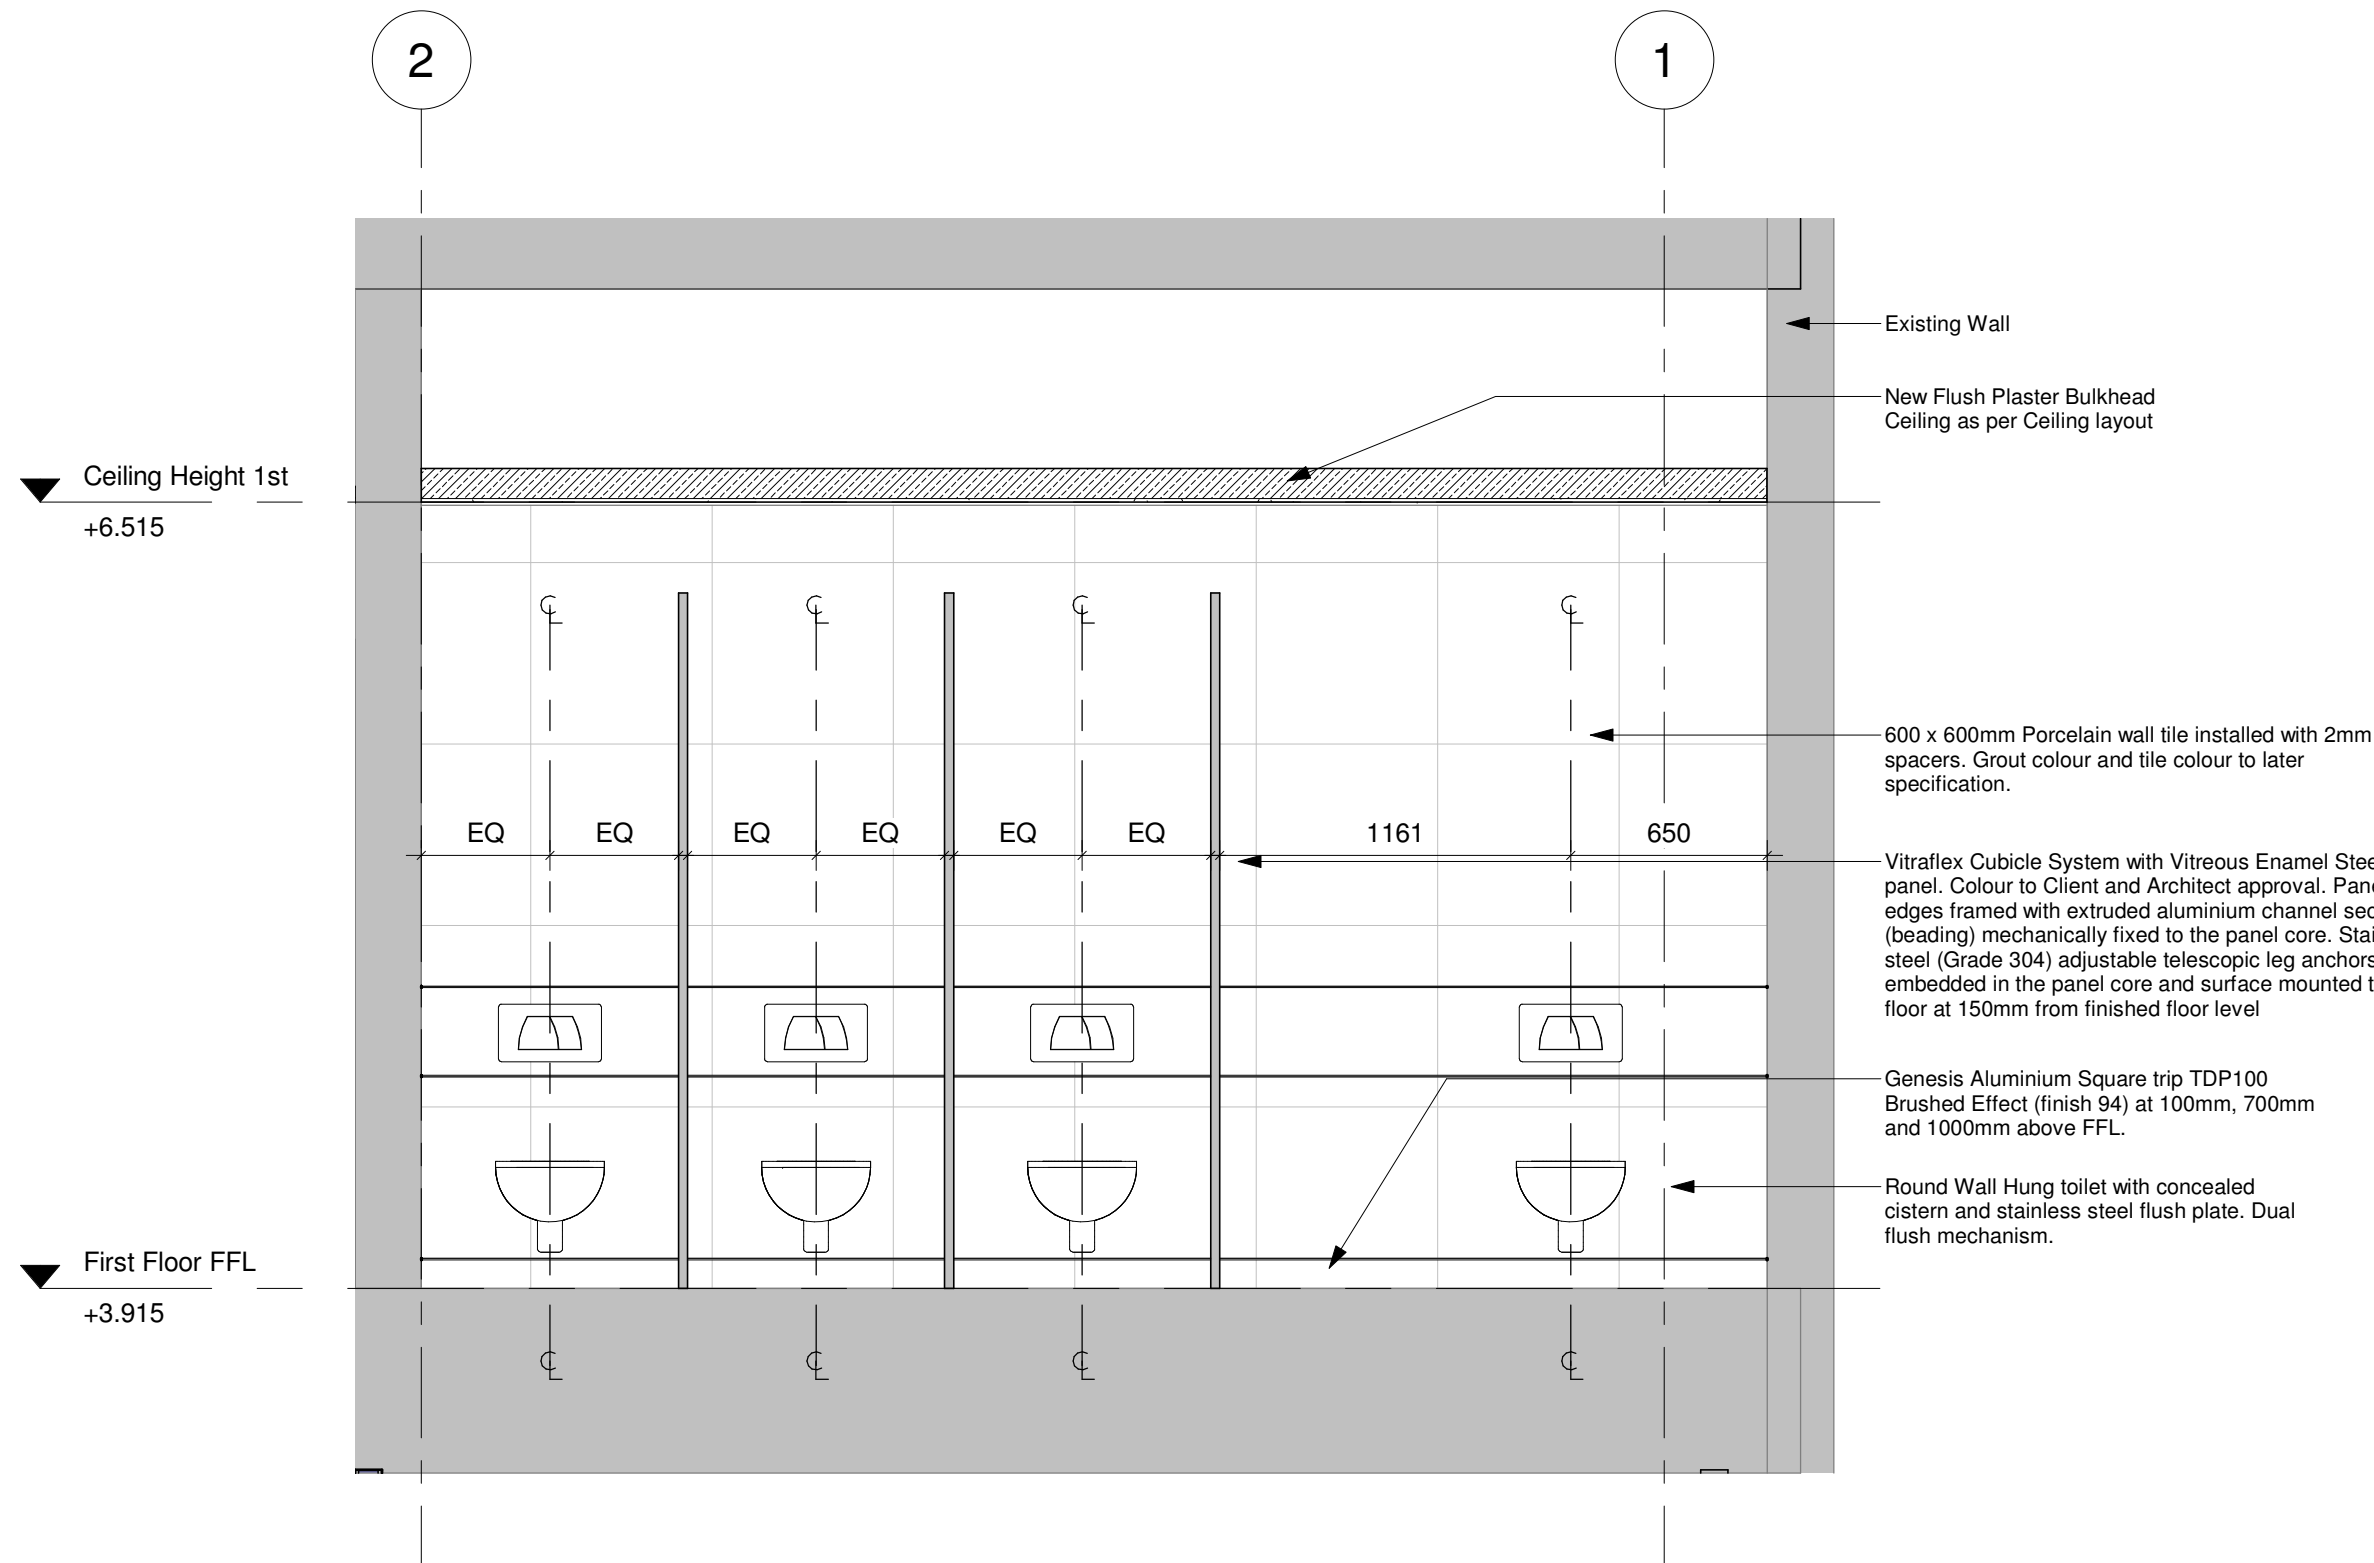 2
1
Existing Wall
New Flush Plaster Bulkhead
Ceiling as per Ceiling layout
Ceiling Height 1st
+6.515
600 x 600mm Porcelain wall tile installed with 2mm
spacers. Grout colour and tile colour to later
specification.
EQ EQ EQ EQ EQ EQ 1161 650
Vitraflex Cubicle System with Vitreous Enamel Stee
panel. Colour to Client and Architect approval. Pane
edges framed with extruded aluminium channel sec
(beading) mechanically fixed to the panel core. Stai
steel (Grade 304) adjustable telescopic leg anchors
embedded in the panel core and surface mounted t
floor at 150mm from finished floor level
Genesis Aluminium Square trip TDP100
Brushed Effect (finish 94) at 100mm, 700mm
and 1000mm above FFL.
Round Wall Hung toilet with concealed
cistern and stainless steel flush plate. Dual
flush mechanism.
First Floor FFL
+3.915